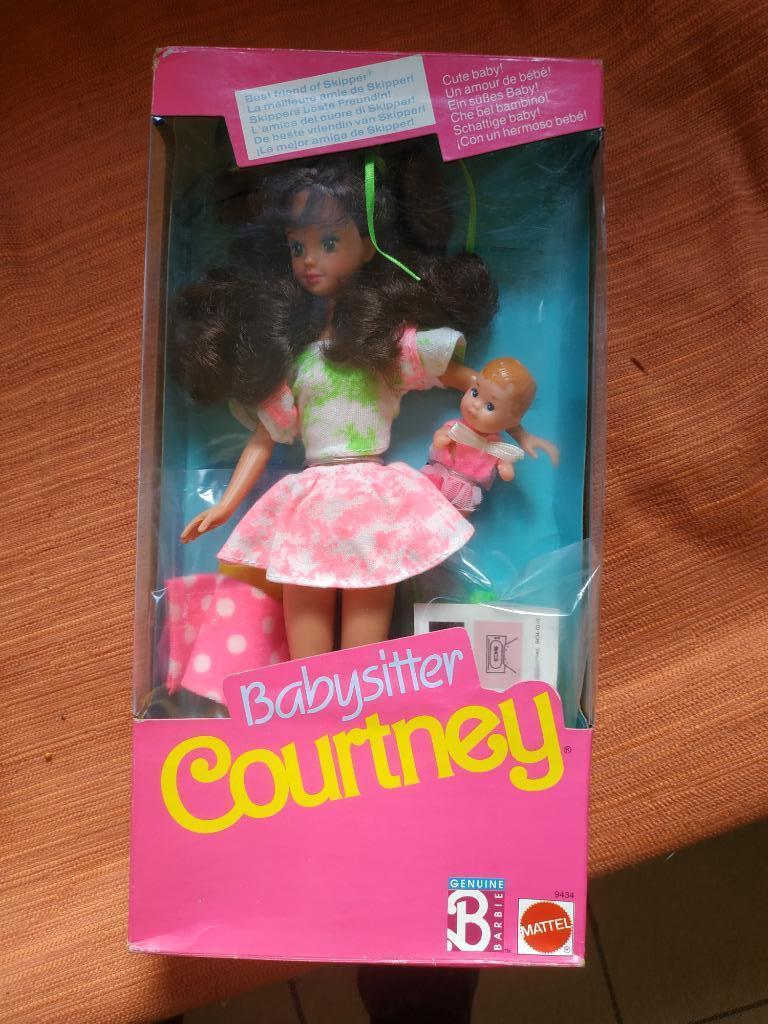 Best friend of Skipper®
La meilleure amie de Skipper!
Skippers beste Freundin!
L'amica del cuore di Skipper!
De beste vriendin van Skipper!
¡La mejor amiga de Skipper!
Cute baby!
Un amour de bébé!
Ein süßes Baby!
Che bel bambino!
Schattige baby!
¡Con un hermoso bebé!
Babysitter
Courtney®
GENUINE
B
BARBIE™
9434
MATTEL®